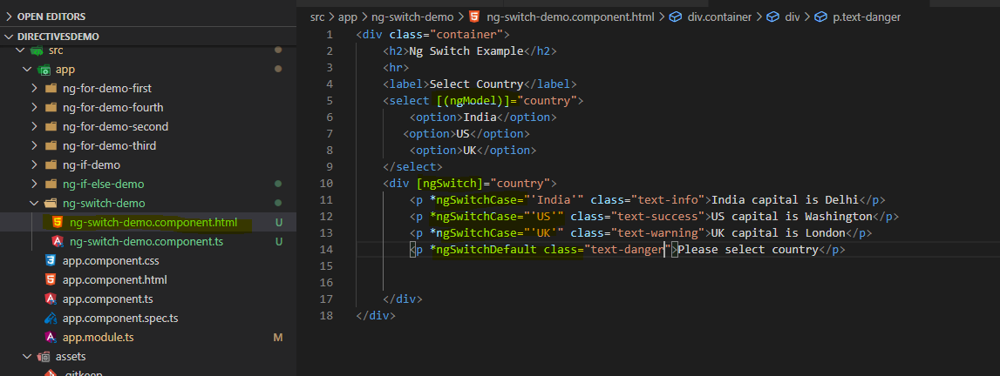 OPEN EDITORS
DIRECTIVESDEMO
src
app
ng-for-demo-first
ng-for-demo-fourth
ng-for-demo-second
ng-for-demo-third
ng-if-demo
ng-if-else-demo
ng-switch-demo
ng-switch-demo.component.html U
ng-switch-demo.component.ts U
app.component.css
app.component.html
app.component.ts
app.component.spec.ts
app.module.ts M
assets
.gitkeep
src > app > ng-switch-demo > ng-switch-demo.component.html > div.container > div > p.text-danger
1 <div class="container">
2 <h2>Ng Switch Example</h2>
3 <hr>
4 <label>Select Country</label>
5 <select [(ngModel)]="country">
6 <option>India</option>
7 <option>US</option>
8 <option>UK</option>
9 </select>
10 <div [ngSwitch]="country">
11 <p *ngSwitchCase="'India'" class="text-info">India capital is Delhi</p>
12 <p *ngSwitchCase="'US'" class="text-success">US capital is Washington</p>
13 <p *ngSwitchCase="'UK'" class="text-warning">UK capital is London</p>
14 <p *ngSwitchDefault class="text-danger">Please select country</p>
15
16
17 </div>
18 </div>